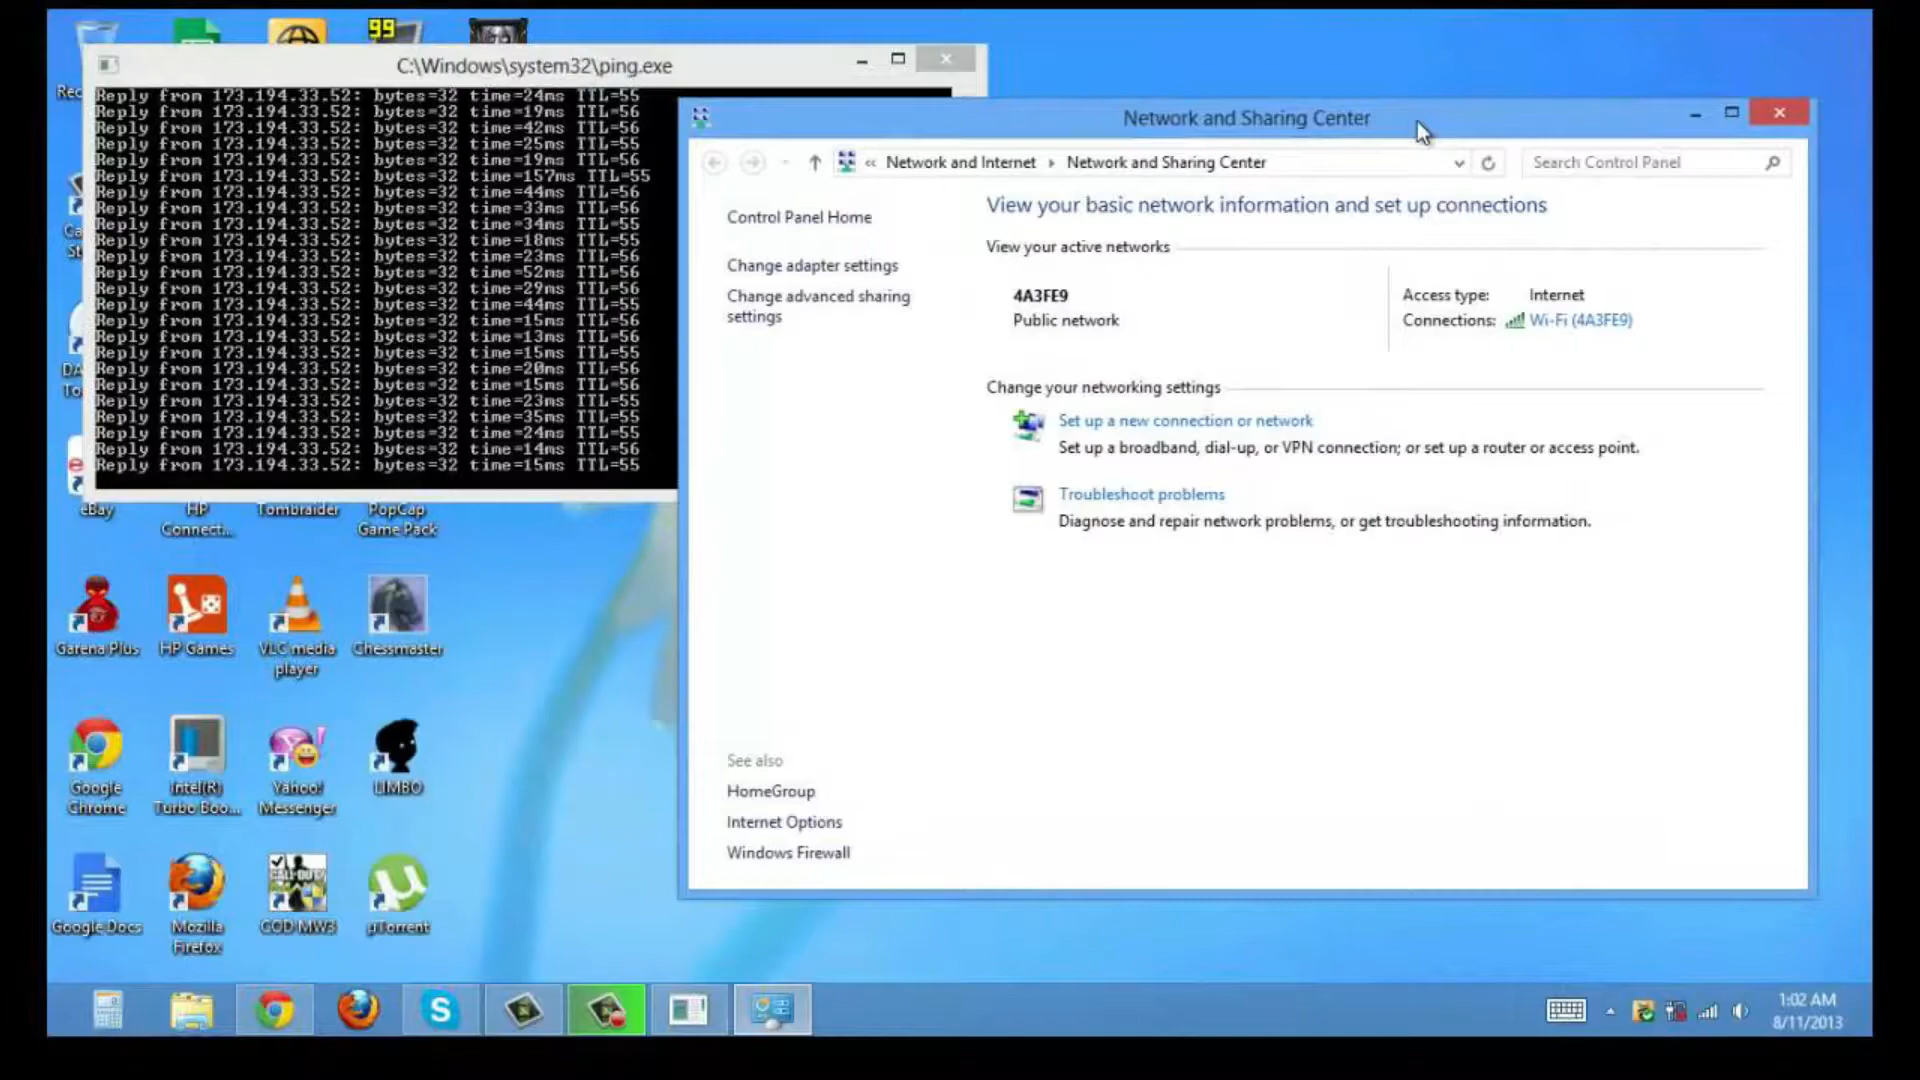 99
C:\Windows\system32\ping.exe
Reply from 173.194.33.52: bytes=32 time=24ms TTL=55
Reply from 173.194.33.52: bytes=32 time=19ms TTL=56
Reply from 173.194.33.52: bytes=32 time=42ms TTL=56
Reply from 173.194.33.52: bytes=32 time=25ms TTL=55
Reply from 173.194.33.52: bytes=32 time=19ms TTL=56
Reply from 173.194.33.52: bytes=32 time=157ms TTL=55
Reply from 173.194.33.52: bytes=32 time=44ms TTL=56
Reply from 173.194.33.52: bytes=32 time=33ms TTL=56
Reply from 173.194.33.52: bytes=32 time=34ms TTL=55
Reply from 173.194.33.52: bytes=32 time=18ms TTL=55
Reply from 173.194.33.52: bytes=32 time=23ms TTL=56
Reply from 173.194.33.52: bytes=32 time=52ms TTL=56
Reply from 173.194.33.52: bytes=32 time=29ms TTL=56
Reply from 173.194.33.52: bytes=32 time=44ms TTL=55
Reply from 173.194.33.52: bytes=32 time=15ms TTL=56
Reply from 173.194.33.52: bytes=32 time=13ms TTL=56
Reply from 173.194.33.52: bytes=32 time=15ms TTL=55
Reply from 173.194.33.52: bytes=32 time=20ms TTL=56
Reply from 173.194.33.52: bytes=32 time=15ms TTL=56
Reply from 173.194.33.52: bytes=32 time=23ms TTL=55
Reply from 173.194.33.52: bytes=32 time=35ms TTL=55
Reply from 173.194.33.52: bytes=32 time=24ms TTL=55
Reply from 173.194.33.52: bytes=32 time=14ms TTL=56
Reply from 173.194.33.52: bytes=32 time=15ms TTL=55
Network and Sharing Center
« Network and Internet Network and Sharing Center
Search Control Panel
Control Panel Home
Change adapter settings
Change advanced sharing
settings
View your basic network information and set up connections
View your active networks
4A3FE9
Public network
Access type: Internet
Connections: Wi-Fi (4A3FE9)
Change your networking settings
Set up a new connection or network
Set up a broadband, dial-up, or VPN connection; or set up a router or access point.
Troubleshoot problems
Diagnose and repair network problems, or get troubleshooting information.
See also
HomeGroup
Internet Options
Windows Firewall
eBay
HP
Connect...
Tombraider
PopCap
Game Pack
Garena Plus
HP Games
VLC media
player
Chessmaster
Google
Chrome
Intel(R)
Turbo Boo...
Yahoo!
Messenger
LIMBO
Google Docs
Mozilla
Firefox
CALL OF DUTY
COD MW3
µTorrent
1:02 AM
8/11/2013